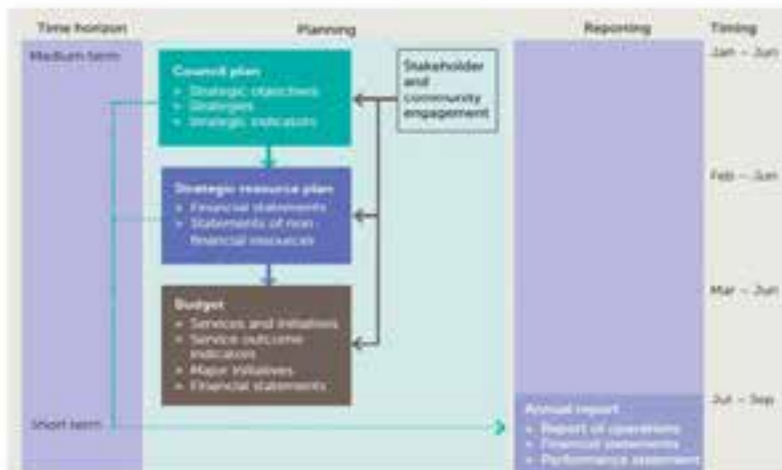 Time horizon
Planning
Reporting
Timing
Medium term
Jan – Jun
Council plan
» Strategic objectives
» Strategies
» Strategic indicators
Stakeholder
and
community
engagement
Feb – Jun
Strategic resource plan
» Financial statements
» Statements of non-
financial resources
Mar – Jun
Budget
» Services and initiatives
» Service outcome
indicators
» Major initiatives
» Financial statements
Jul – Sep
Short term
Annual report
» Report of operations
» Financial statements
» Performance statement